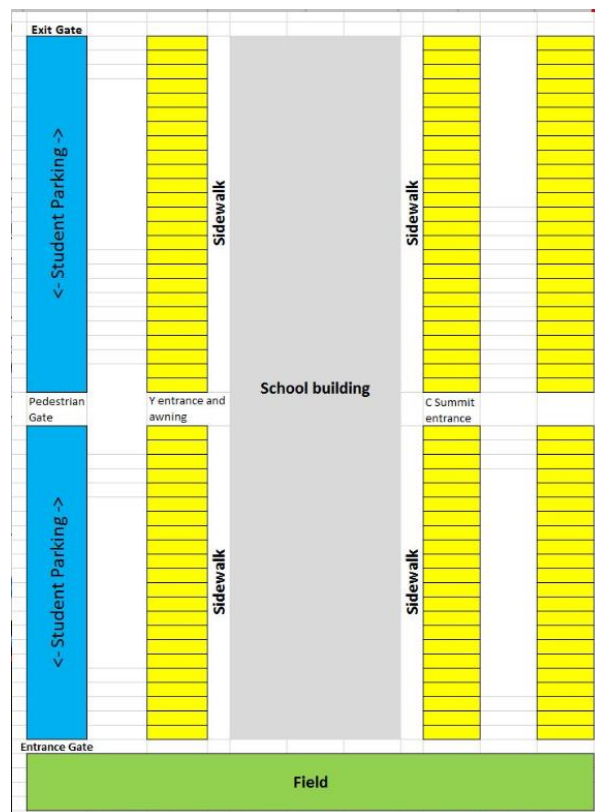 Exit Gate
<- Student Parking ->
Sidewalk
Sidewalk
School building
Pedestrian
Gate
Y entrance and
awning
C Summit
entrance
<- Student Parking ->
Sidewalk
Sidewalk
Entrance Gate
Field